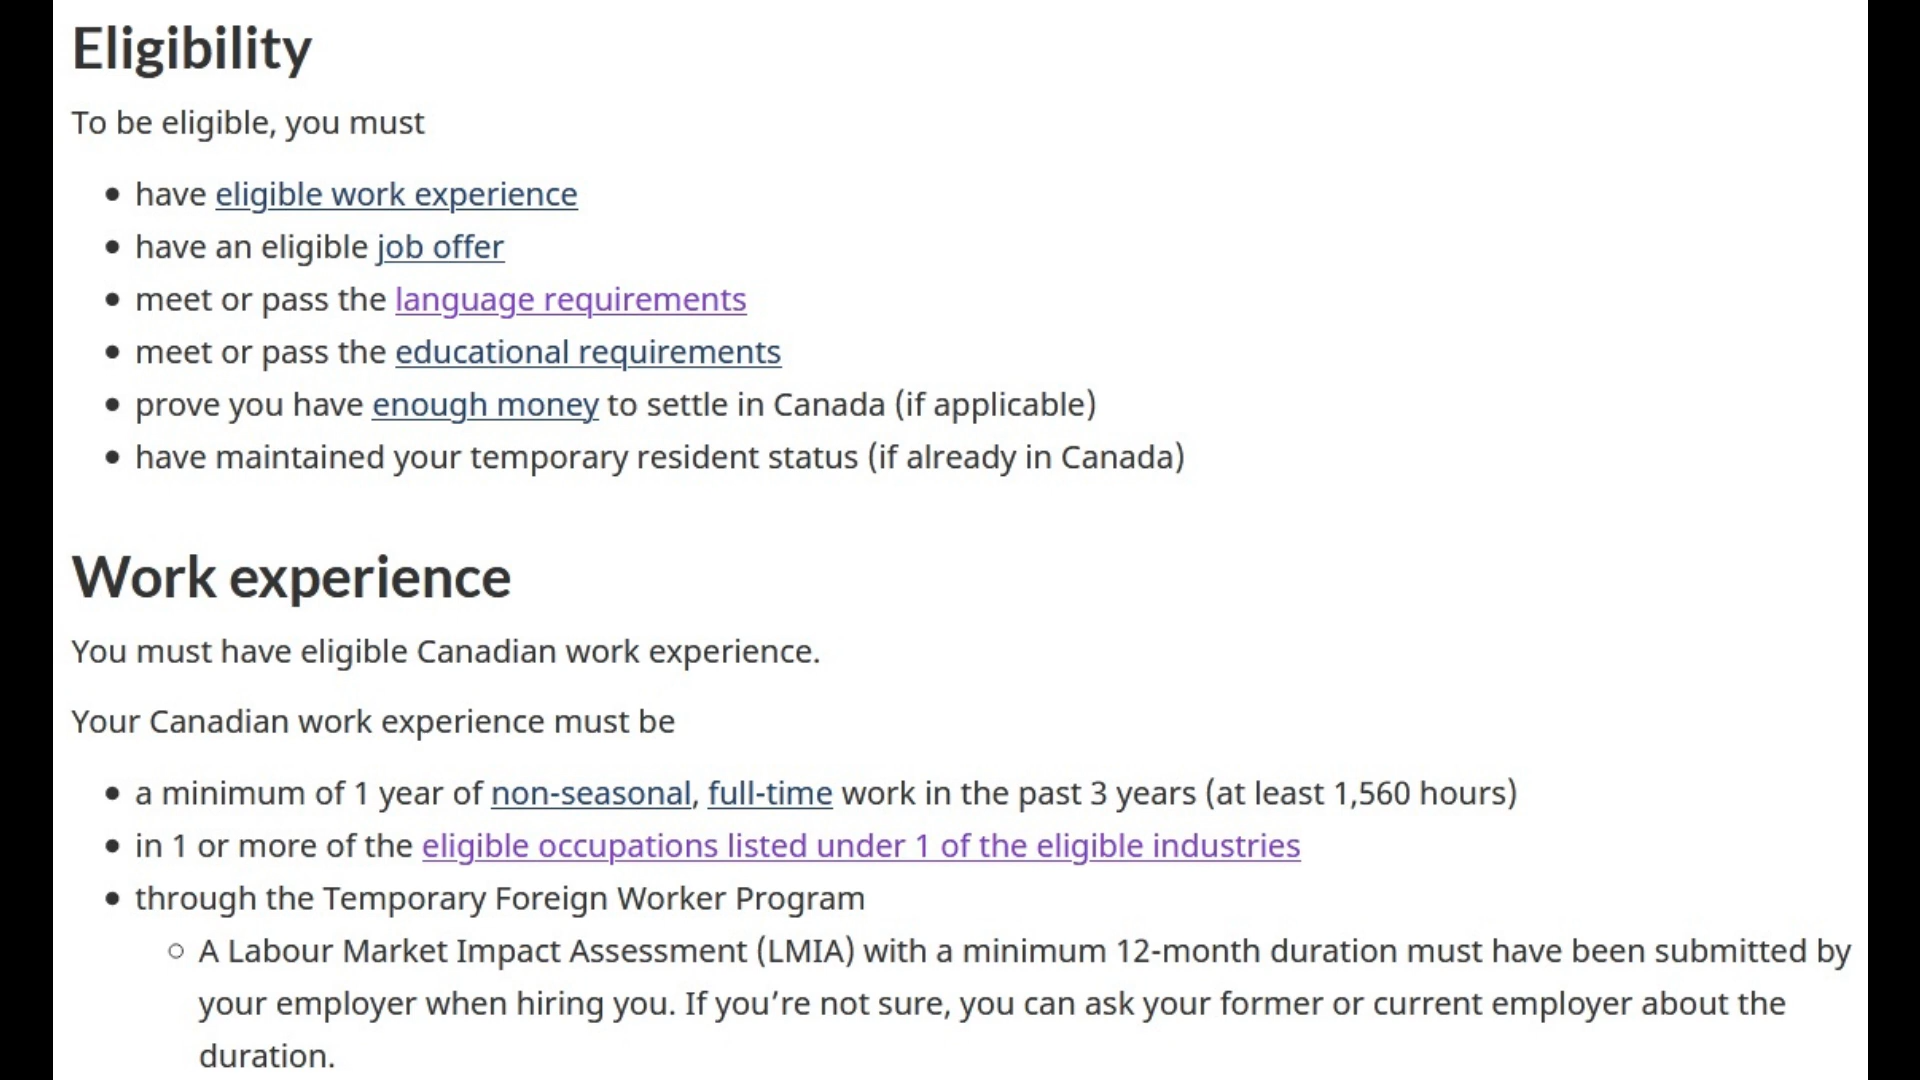 Eligibility
To be eligible, you must
have eligible work experience
have an eligible job offer
meet or pass the language requirements
meet or pass the educational requirements
prove you have enough money to settle in Canada (if applicable)
have maintained your temporary resident status (if already in Canada)
Work experience
You must have eligible Canadian work experience.
Your Canadian work experience must be
a minimum of 1 year of non-seasonal, full-time work in the past 3 years (at least 1,560 hours)
in 1 or more of the eligible occupations listed under 1 of the eligible industries
through the Temporary Foreign Worker Program
A Labour Market Impact Assessment (LMIA) with a minimum 12-month duration must have been submitted by
your employer when hiring you. If you’re not sure, you can ask your former or current employer about the
duration.